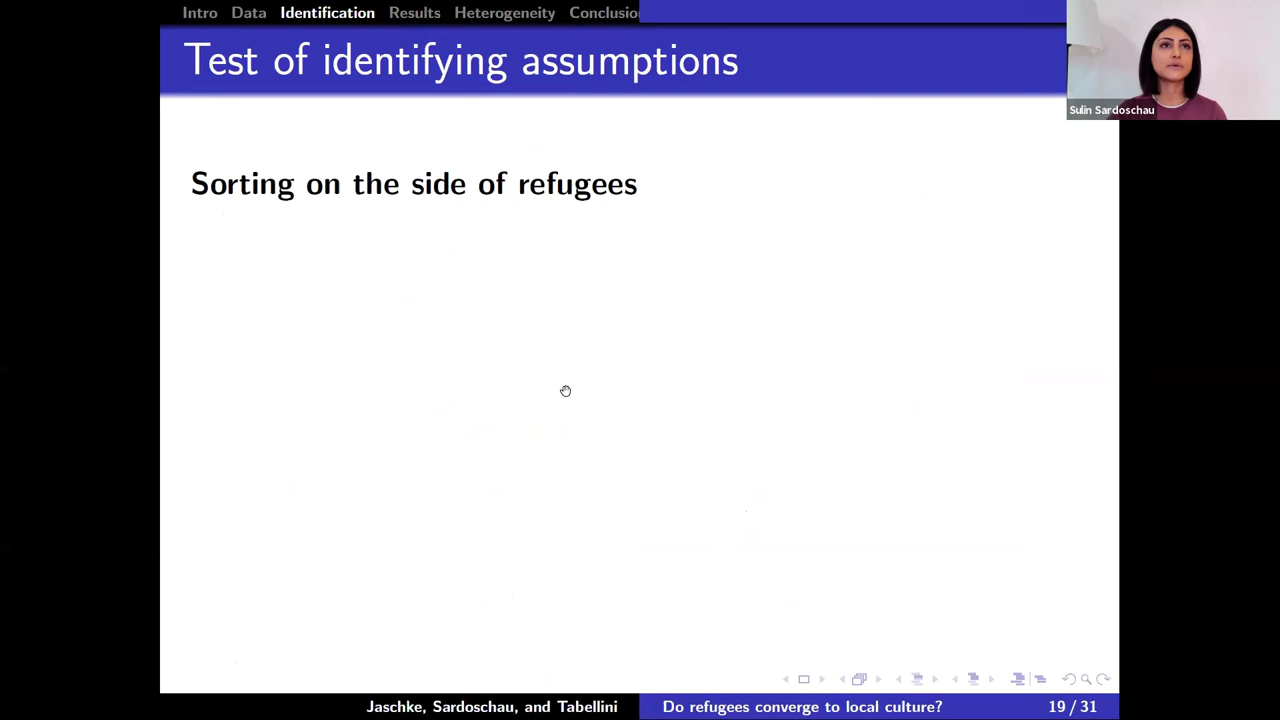 Intro Data Identification Results Heterogeneity Conclusio
Test of identifying assumptions
Sulin Sardoschau
Sorting on the side of refugees
Jaschke, Sardoschau, and Tabellini Do refugees converge to local culture? 19 / 31